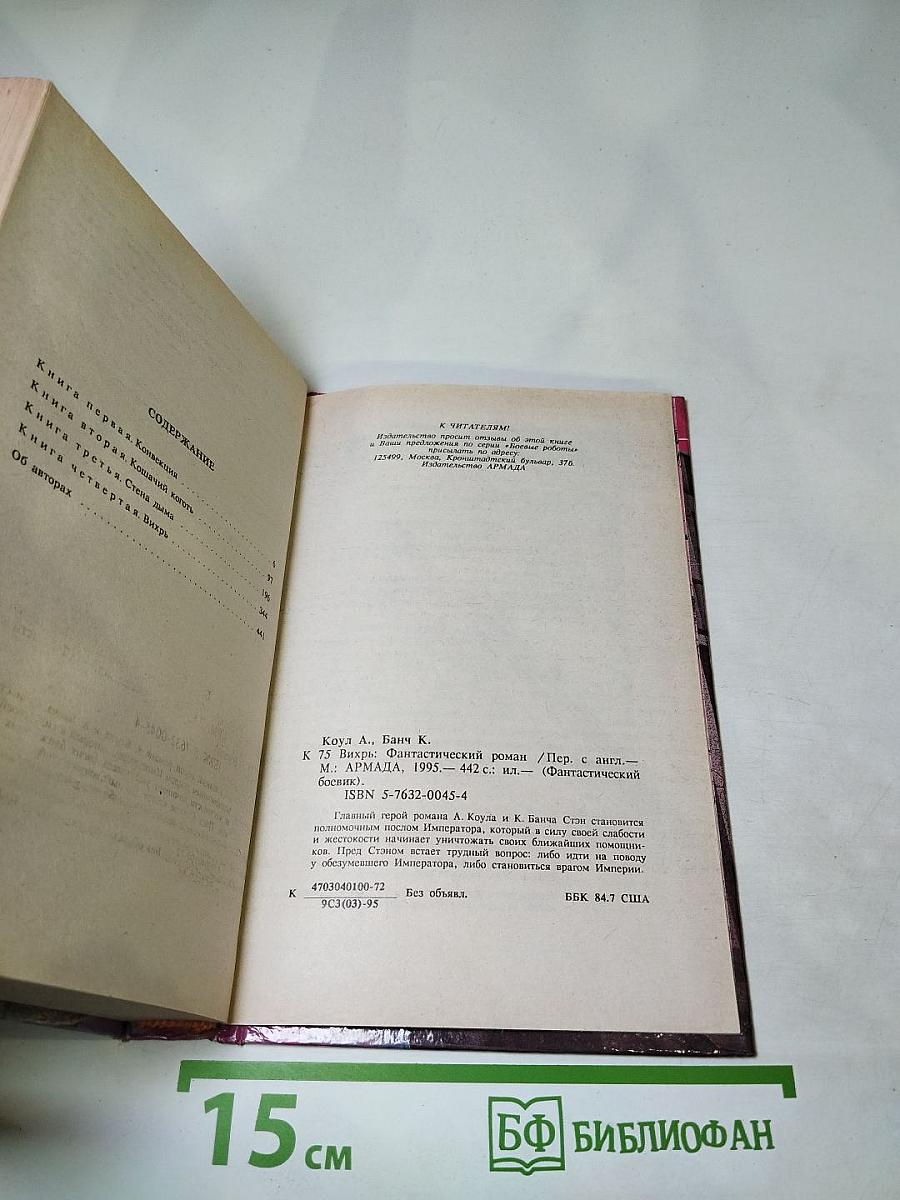 СОДЕРЖАНИЕ
Книга первая. Конвекция 6
Книга вторая. Кошачий коготь 97
Книга третья. Стена дыма 196
Книга четвертая. Вихрь 344
Об авторах 441
К ЧИТАТЕЛЯМ!
Издательство просит отзывы об этой книге
и Ваши предложения по серии «Боевые роботы»
присылать по адресу:
125499, Москва, Кронштадтский бульвар, 37б.
Издательство АРМАДА
Коул А., Банч К.
К 75 Вихрь: Фантастический роман /Пер. с англ.—
М.: АРМАДА, 1995.— 442 с.: ил.— (Фантастический
боевик).
ISBN 5-7632-0045-4
Главный герой романа А. Коула и К. Банча Стэн становится
полномочным послом Императора, который в силу своей слабости
и жестокости начинает уничтожать своих ближайших помощни-
ков. Пред Стэном встает трудный вопрос: либо идти на поводу
у обезумевшего Императора, либо становиться врагом Империи.
К 4703040100-72 Без объявл. ББК 84.7 США
9С3(03)-95
15 см
БФ БИБЛИОФАН